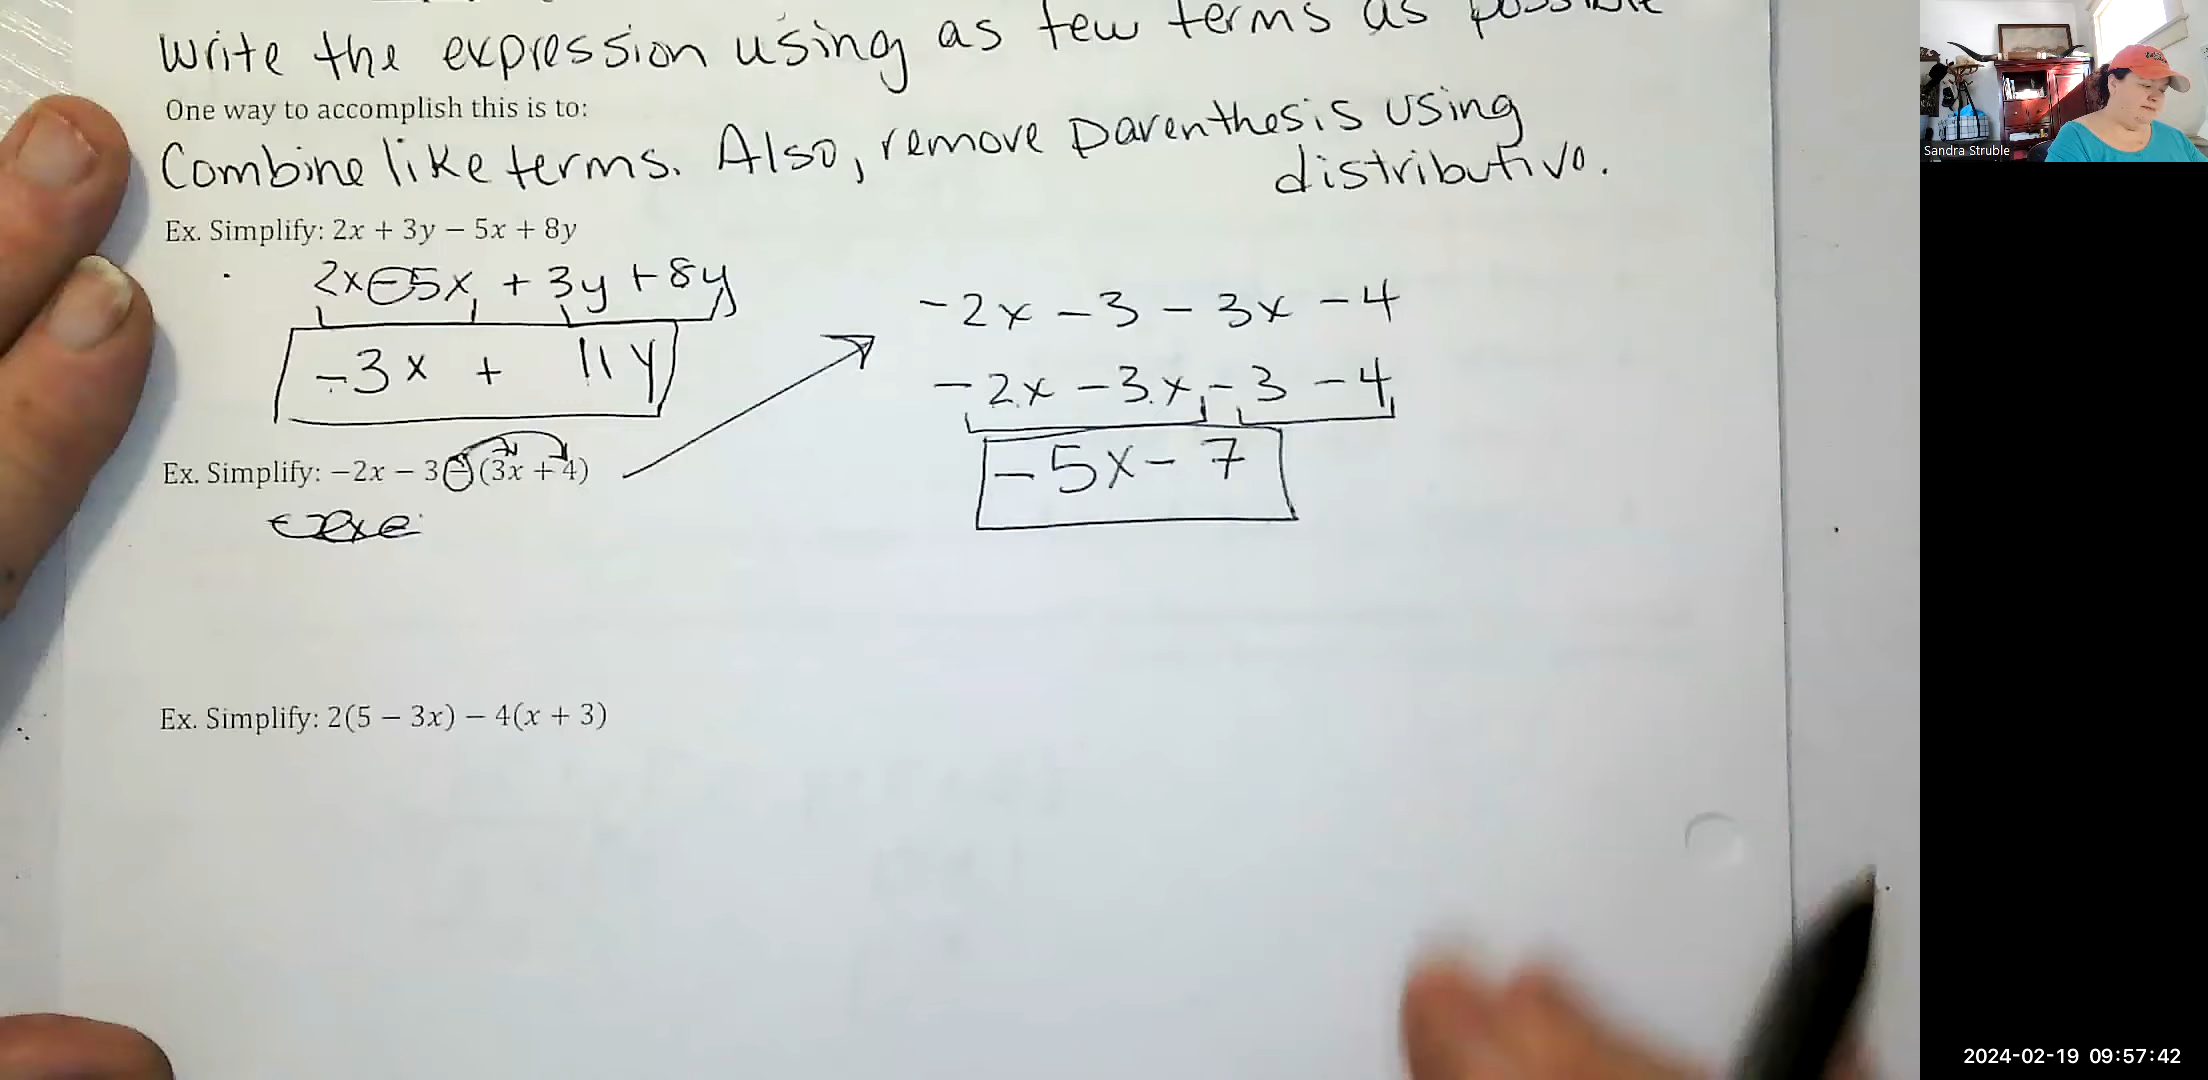 Write the expression using as few terms as possible
One way to accomplish this is to:
Combine like terms. Also, remove parenthesis using
distributive.
Ex. Simplify: 2x + 3y − 5x + 8y
2x - 5x + 3y + 8y
-3x + 11y
Ex. Simplify: −2x − 3 − (3x + 4)
-2x - 3 - 3x - 4
-2x - 3x - 3 - 4
-5x - 7
Ex. Simplify: 2(5 − 3x) − 4(x + 3)
Sandra Struble
2024-02-19 09:57:42